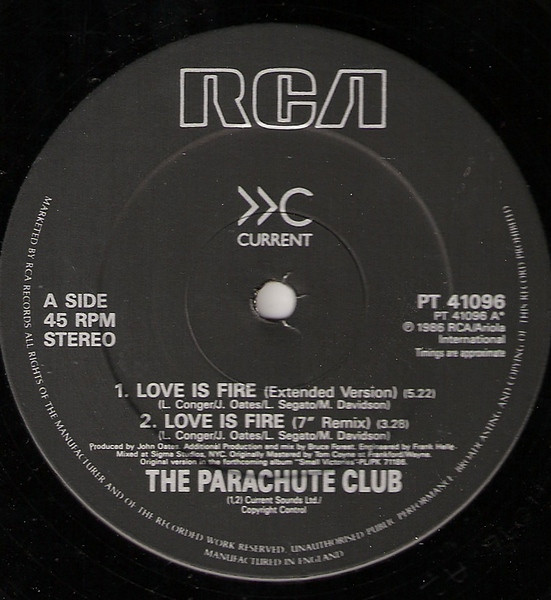 RCA
>>C
CURRENT
A SIDE
45 RPM
STEREO
PT 41096
PT 41096 A*
℗ 1986 RCA/Ariola
International
Timings are approximate
1. LOVE IS FIRE (Extended Version) (5.22)
(L. Conger/J. Oates/L. Segato/M. Davidson)
2. LOVE IS FIRE (7" Remix) (3.28)
(L. Conger/J. Oates/L. Segato/M. Davidson)
Produced by John Oates. Additional Production and mix by Bruce Forest. Engineered by Frank
Mixed at Sigma Studios, NYC. Originally Mastered by Tom at Frankford/Wayne.
Original version in the forthcoming album "Small Victories" PL/PK 71186.
THE PARACHUTE CLUB
(1,2) Current Sounds Ltd./
Copyright Control
MARKETED BY RCA RECORDS. ALL RIGHTS OF THE MANUFACTURER AND OF THE RECORDED WORK RESERVED. UNAUTHORISED PUBLIC PERFORMANCE, BROADCASTING AND COPYING OF THIS RECORD PROHIBITED
MANUFACTURED IN ENGLAND